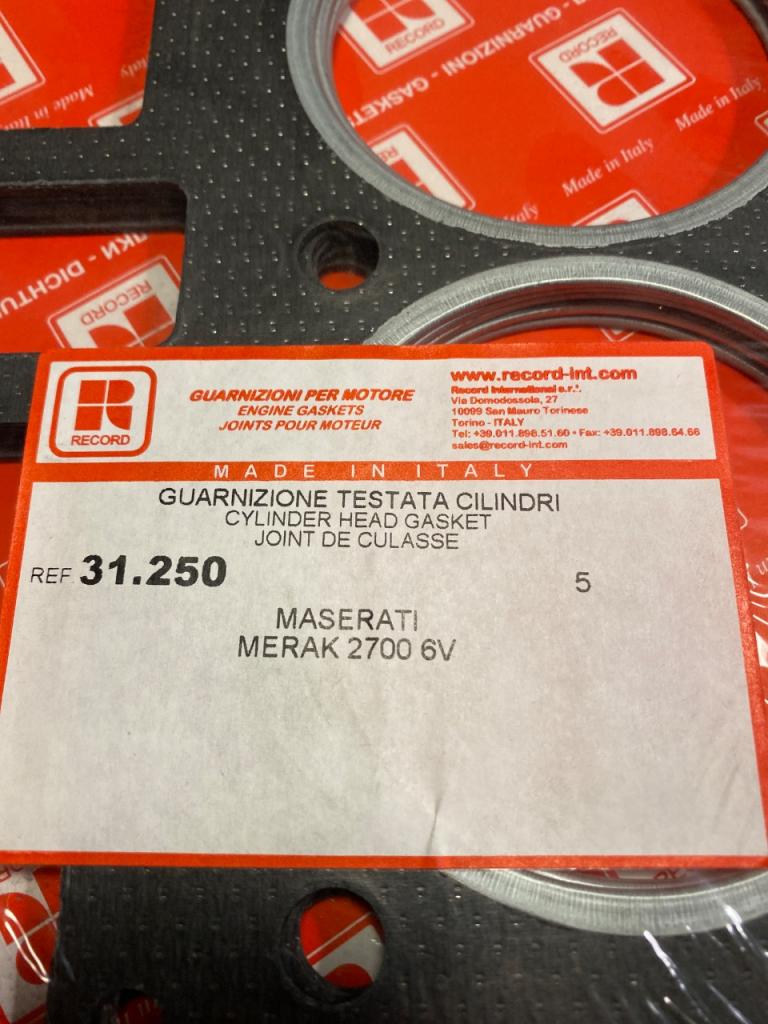 RECORD
GUARNIZIONI - GASKET
RECORD
Made in Italy
Made in Italy
Made in Italy
Italy
DICHTU
RECORD
RECORD
GUARNIZIONI PER MOTORE
ENGINE GASKETS
JOINTS POUR MOTEUR
www.record-int.com
Record International s.r.l.
Via Domodossola, 27
10099 San Mauro Torinese
Torino - ITALY
Tel: +39.011.898.51.60 • Fax: +39.011.898.64.66
sales@record-int.com
MADE IN ITALY
GUARNIZIONE TESTATA CILINDRI
CYLINDER HEAD GASKET
JOINT DE CULASSE
REF. 31.250
5
MASERATI
MERAK 2700 6V